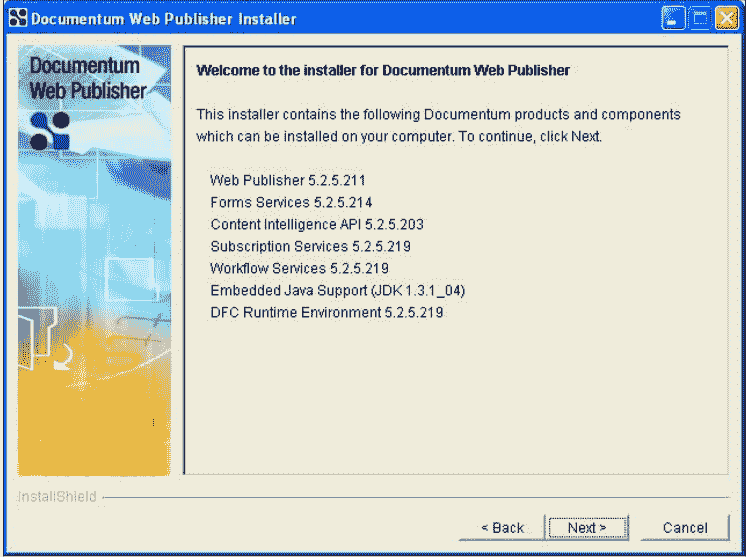 Documentum Web Publisher Installer
Documentum
Web Publisher
Welcome to the installer for Documentum Web Publisher
This installer contains the following Documentum products and components
which can be installed on your computer. To continue, click Next.
Web Publisher 5.2.5.211
Forms Services 5.2.5.214
Content Intelligence API 5.2.5.203
Subscription Services 5.2.5.219
Workflow Services 5.2.5.219
Embedded Java Support (JDK 1.3.1_04)
DFC Runtime Environment 5.2.5.219
InstallShield
< Back Next > Cancel